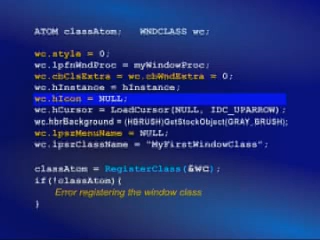 ATOM classAtom;   WNDCLASS wc;
wc.style = 0;
wc.lpfnWndProc = myWindowProc;
wc.cbClsExtra = wc.cbWndExtra = 0;
wc.hInstance = hInstance;
wc.hIcon = NULL;
wc.hCursor = LoadCursor(NULL, IDC_UPARROW);
wc.hbrBackground = (HBRUSH)GetStockObject(GRAY_BRUSH);
wc.lpszMenuName = NULL;
wc.lpszClassName = "MyFirstWindowClass";
classAtom = RegisterClass(&wc);
if(!classAtom){
Error registering the window class
}